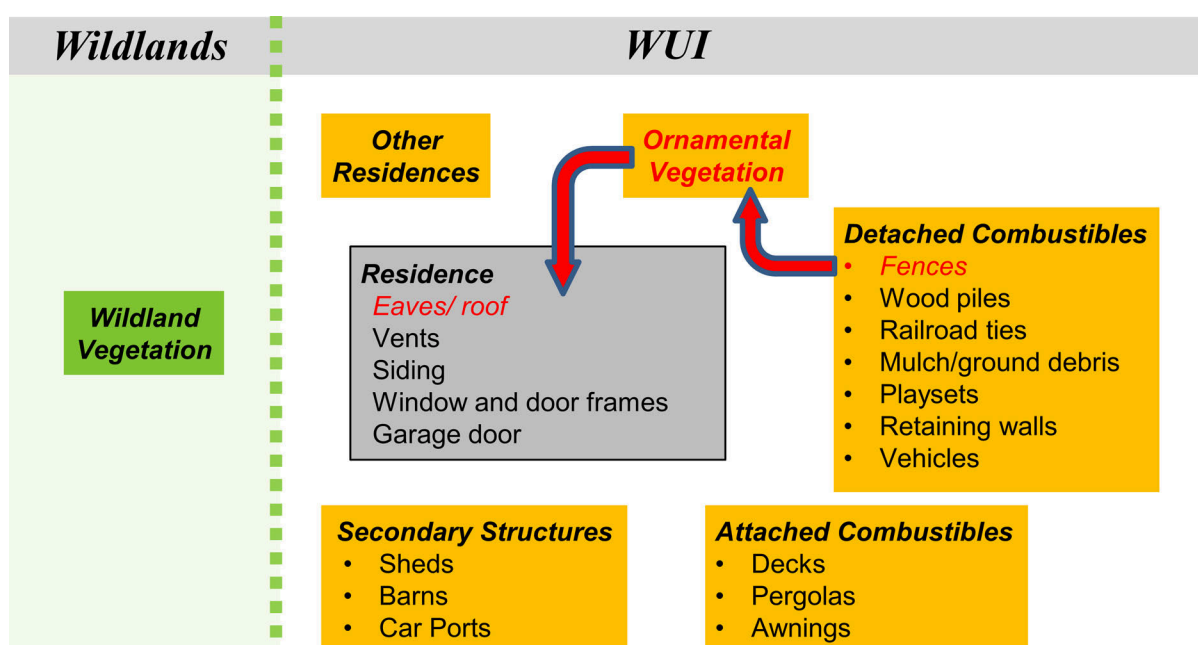 Wildlands
WUI
Other
Residences
Ornamental
Vegetation
Detached Combustibles
• Fences
• Wood piles
• Railroad ties
• Mulch/ground debris
• Playsets
• Retaining walls
• Vehicles
Residence
Eaves/ roof
Vents
Siding
Window and door frames
Garage door
Wildland
Vegetation
Secondary Structures
• Sheds
• Barns
• Car Ports
Attached Combustibles
• Decks
• Pergolas
• Awnings